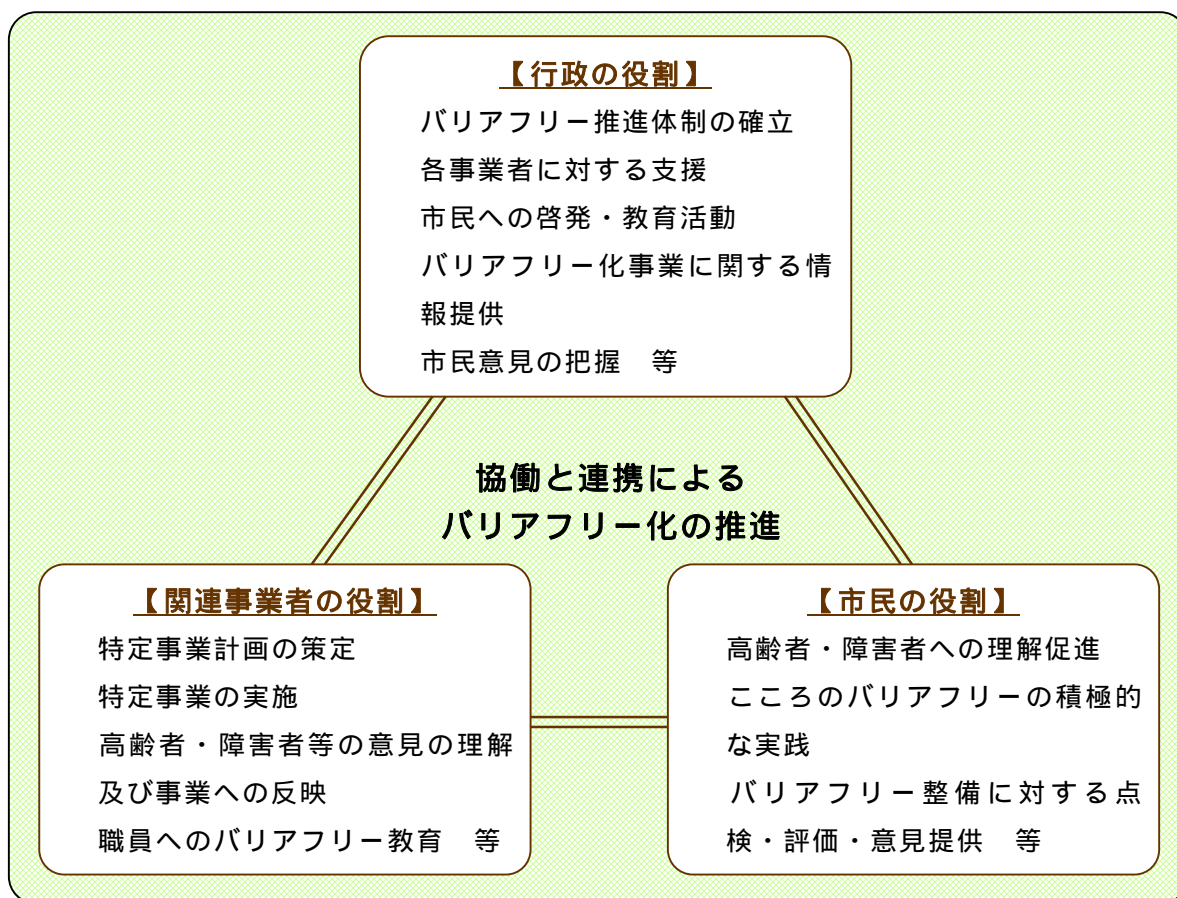 【行政の役割】
バリアフリー推進体制の確立
各事業者に対する支援
市民への啓発・教育活動
バリアフリー化事業に関する情
報提供
市民意見の把握　等
協働と連携による
バリアフリー化の推進
【関連事業者の役割】
特定事業計画の策定
特定事業の実施
高齢者・障害者等の意見の理解
及び事業への反映
職員へのバリアフリー教育　等
【市民の役割】
高齢者・障害者への理解促進
こころのバリアフリーの積極的
な実践
バリアフリー整備に対する点
検・評価・意見提供　等